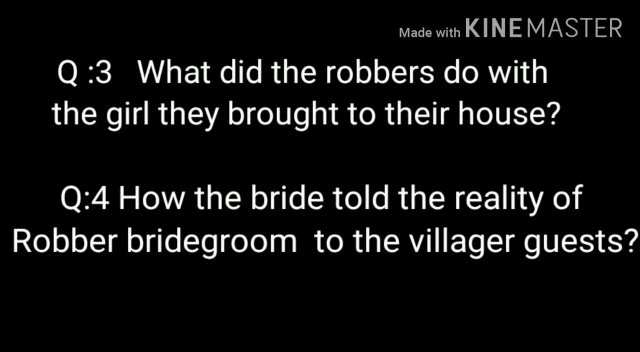 Made with KINEMASTER
Q :3 What did the robbers do with
the girl they brought to their house?
Q:4 How the bride told the reality of
Robber bridegroom to the villager guests?